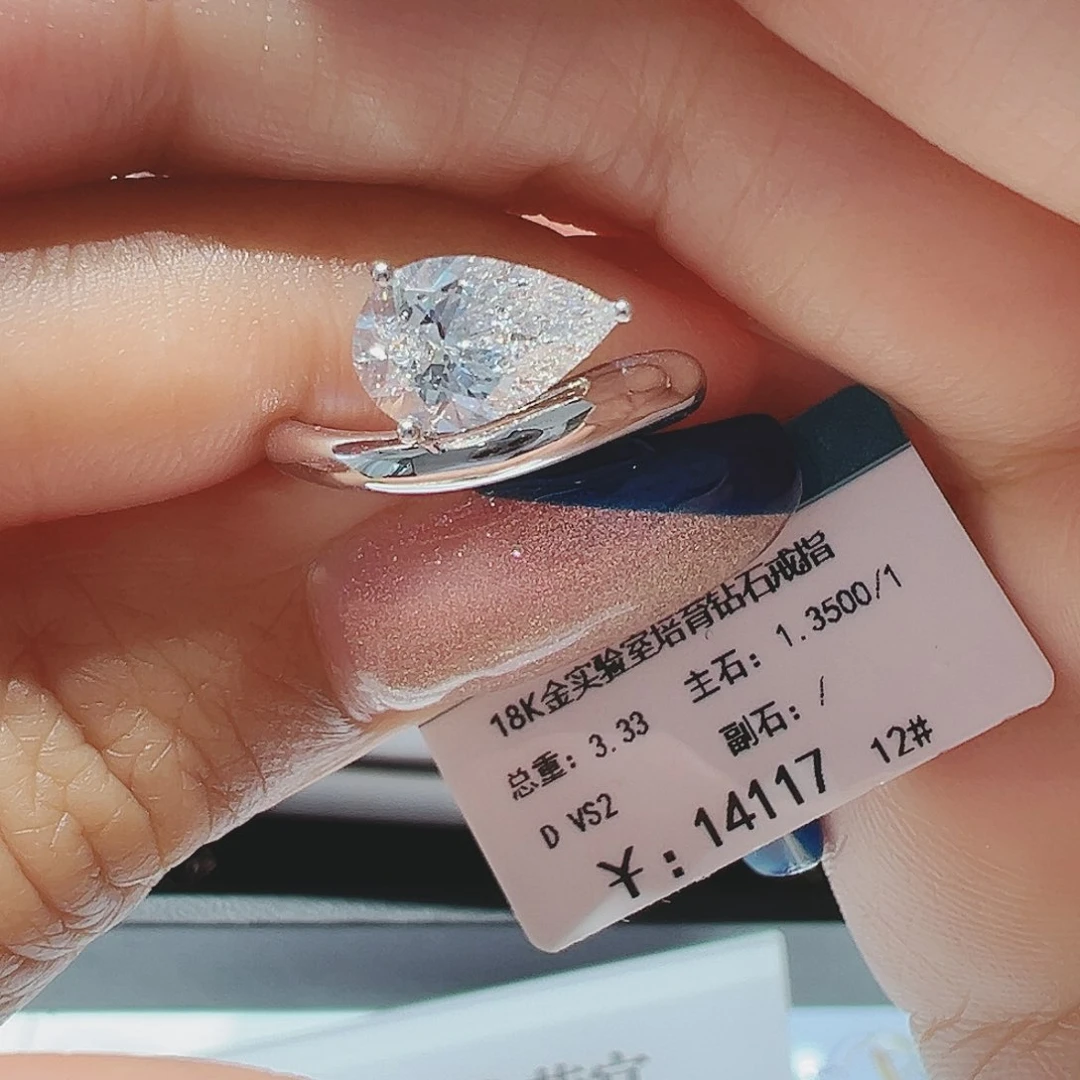 18K金实验室培育钻石戒指
总重: 3.33 主石: 1.3500/1
D VS2 副石: /
大: 14117 12#